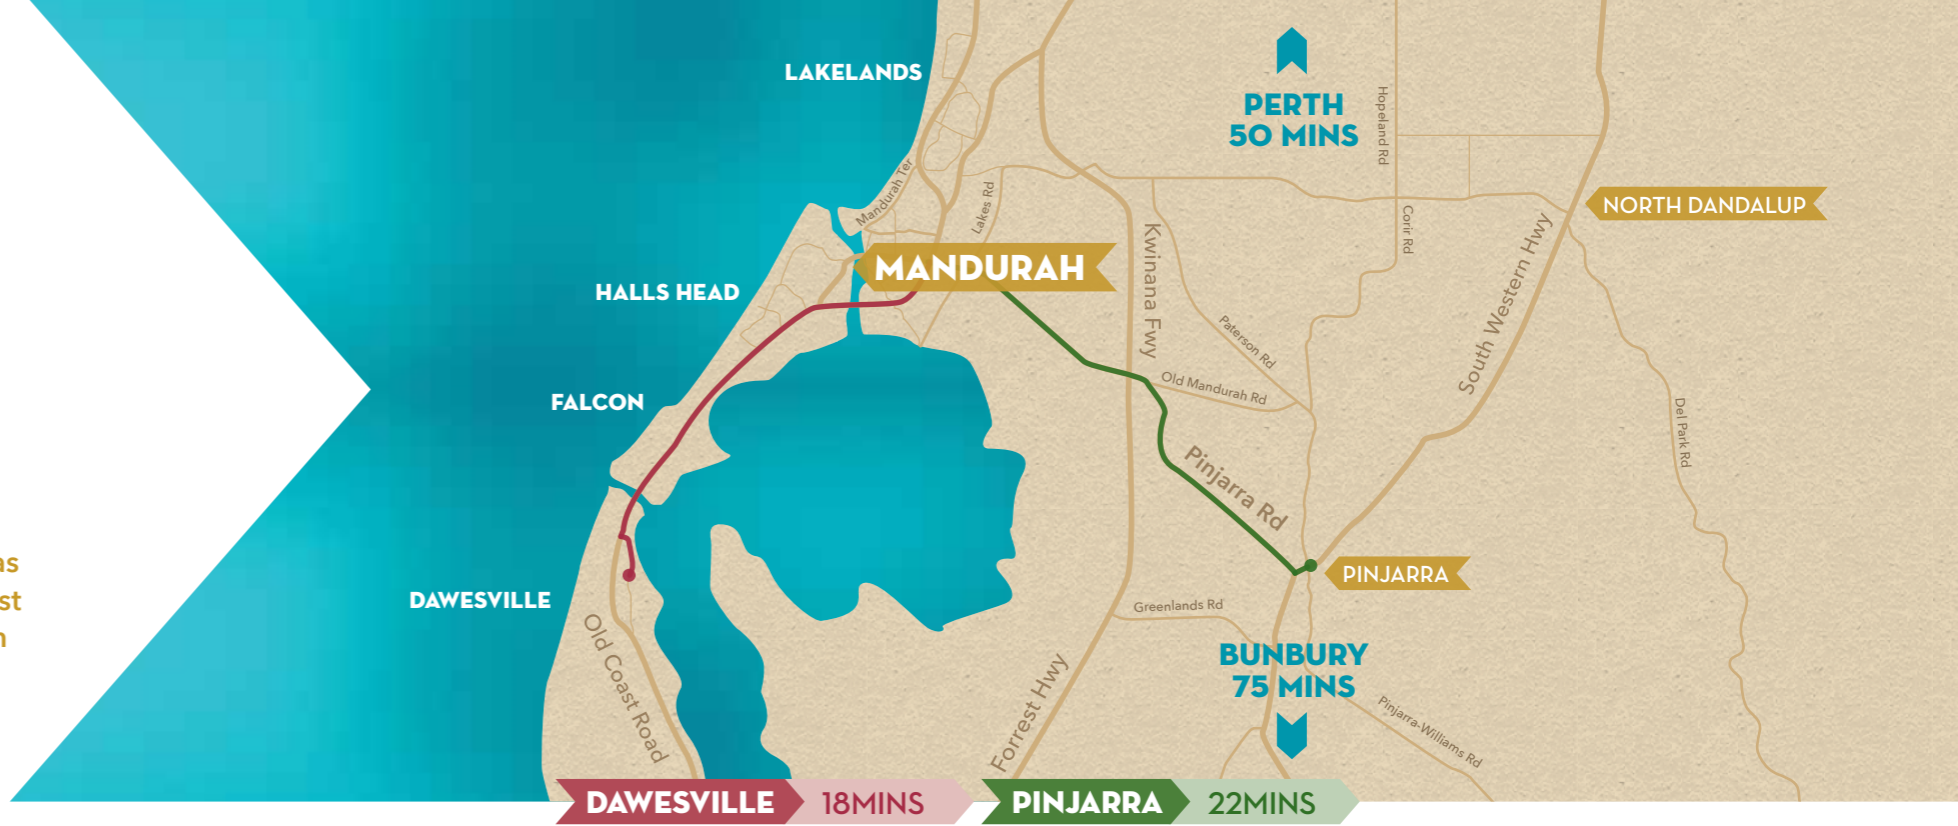 LAKELANDS
PERTH
50 MINS
Hopeland Rd
Mandurah Ter
Lakes Rd
NORTH DANDALUP
Corir Rd
Kwinana Fwy
South Western Hwy
MANDURAH
HALLS HEAD
Paterson Rd
Old Mandurah Rd
FALCON
Del Park Rd
Pinjarra Rd
as
st
n
PINJARRA
DAWESVILLE
Greenlands Rd
Old Coast Road
BUNBURY
75 MINS
Forrest Hwy
Pinjarra-Williams Rd
DAWESVILLE 18MINS
PINJARRA 22MINS